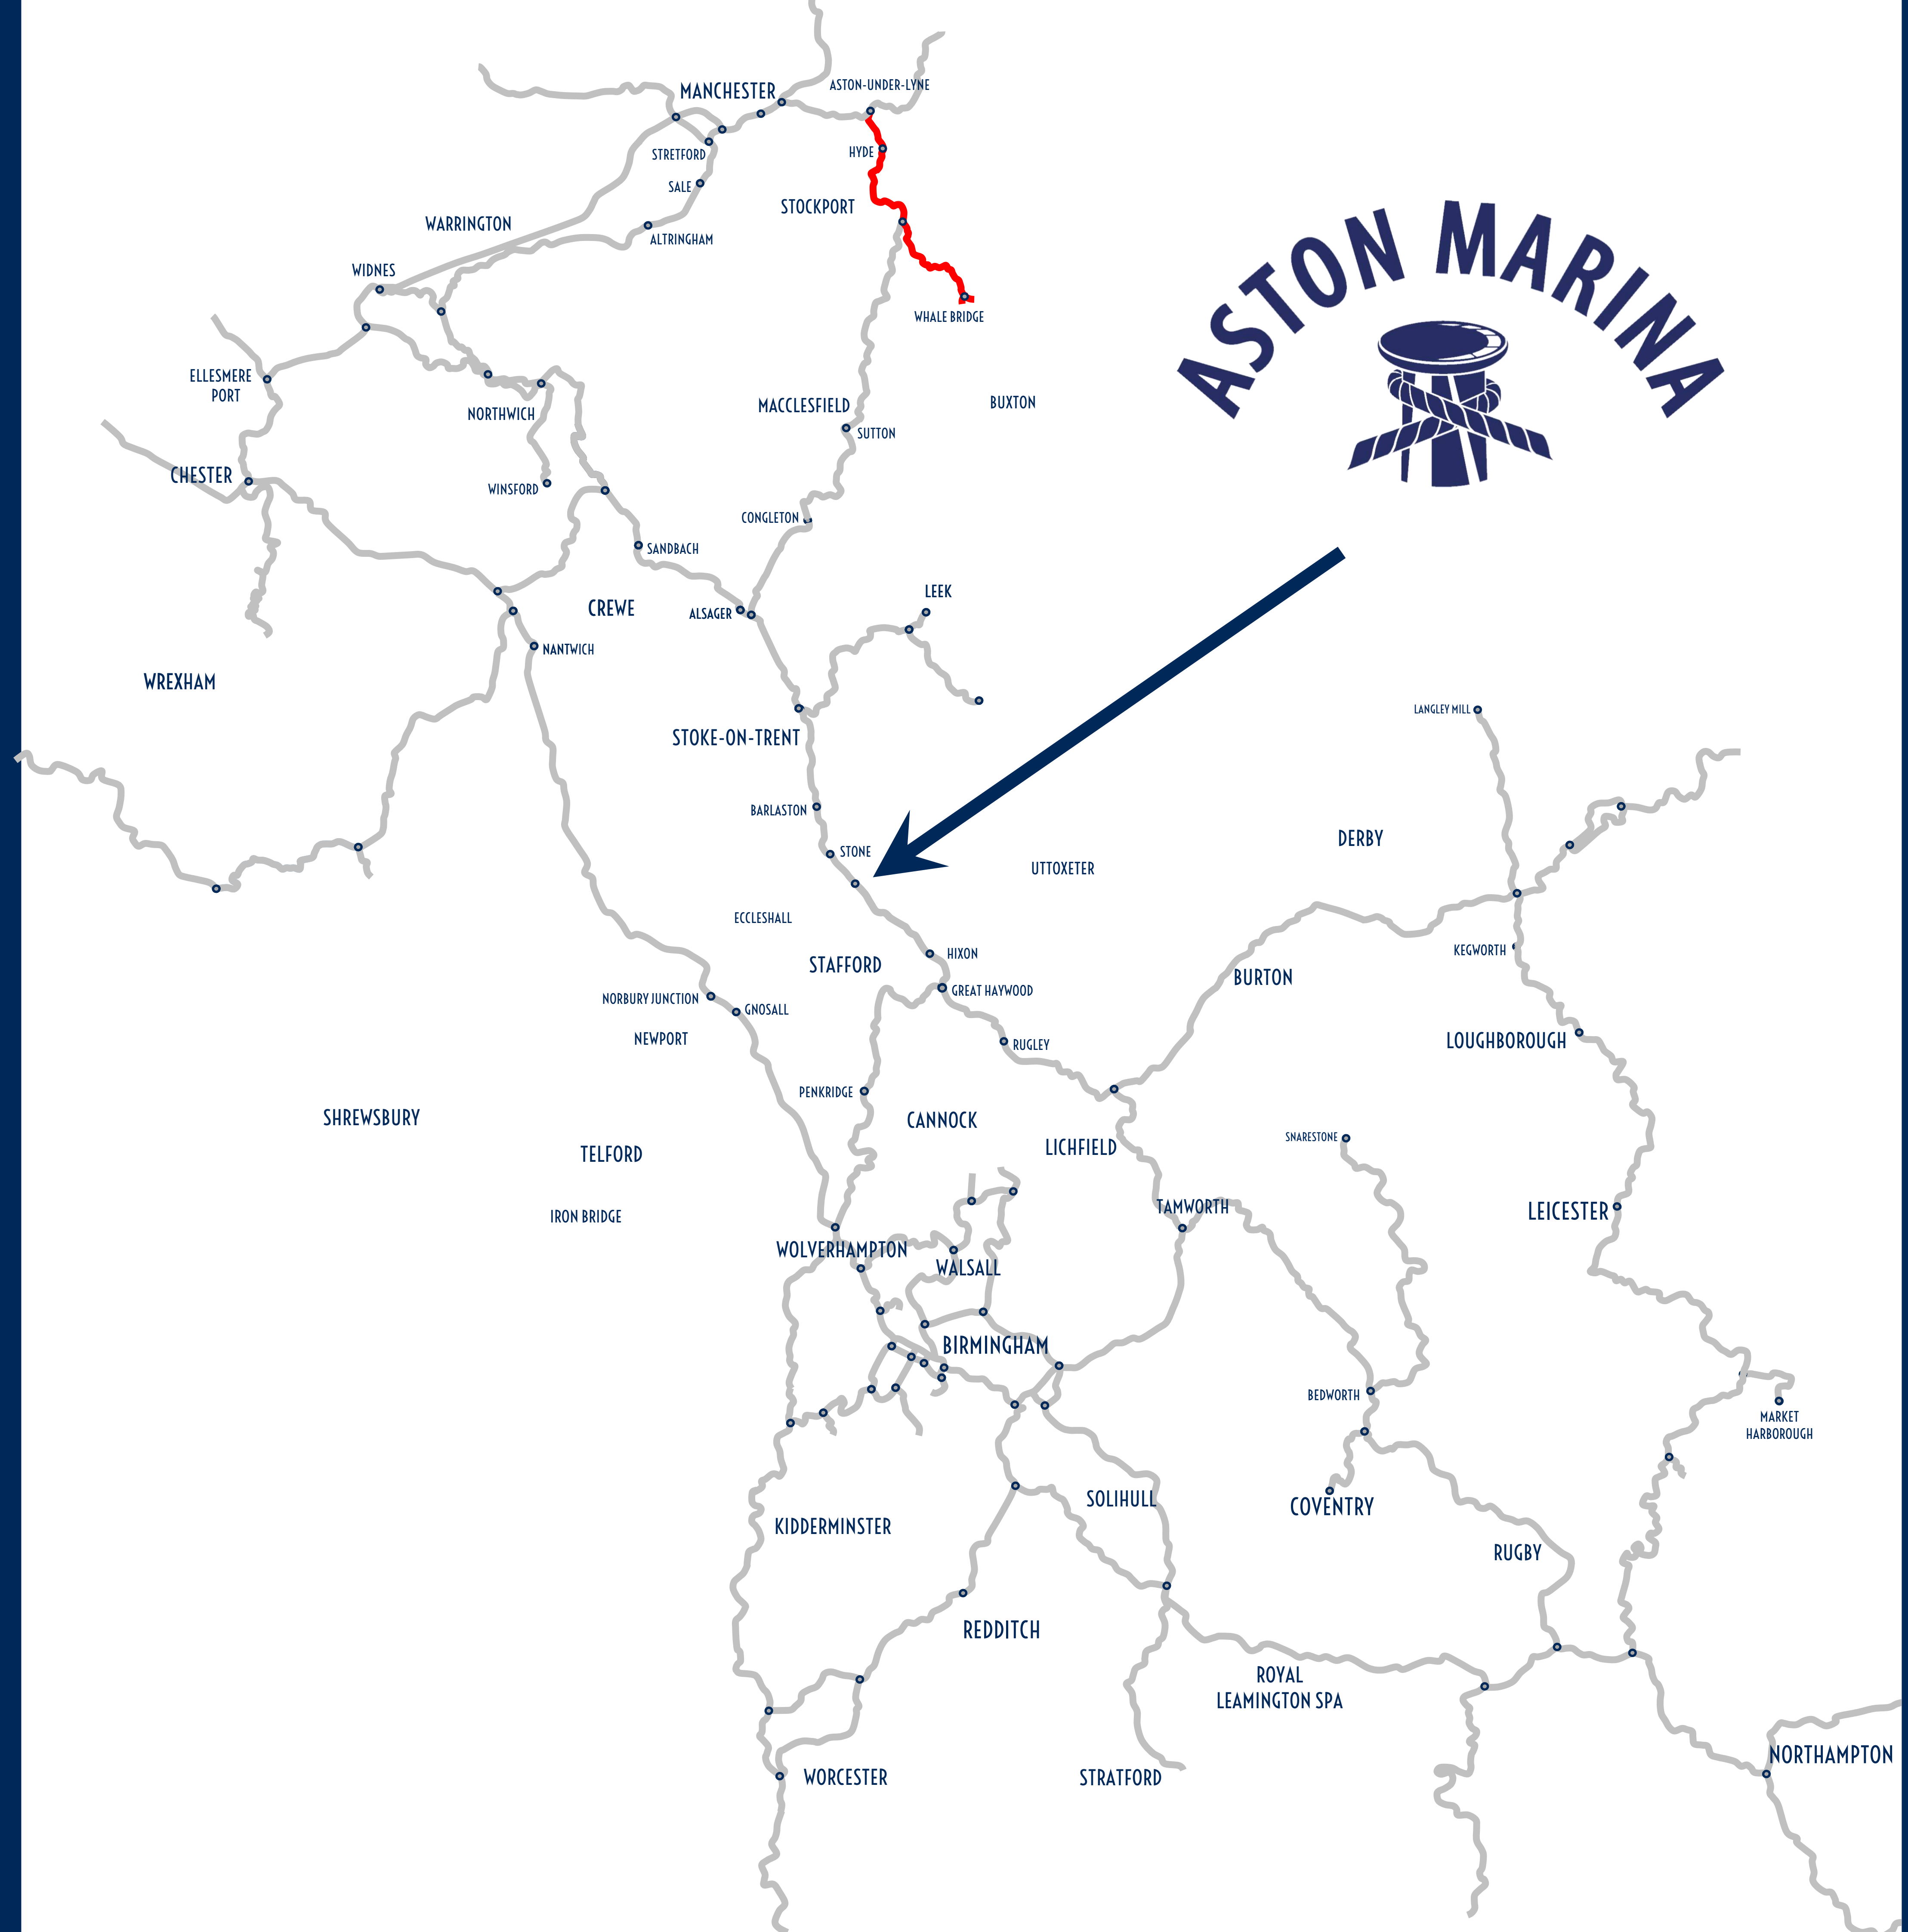 MANCHESTER
ASTON-UNDER-LYNE
STRETFORD
HYDE
SALE
STOCKPORT
WARRINGTON
ALTRINGHAM
WIDNES
WHALE BRIDGE
ASTON MARINA
ELLESMERE
PORT
NORTHWICH
MACCLESFIELD
BUXTON
SUTTON
CHESTER
WINSFORD
CONGLETON
SANDBACH
LEEK
CREWE
ALSAGER
NANTWICH
WREXHAM
LANGLEY MILL
STOKE-ON-TRENT
BARLASTON
DERBY
STONE
UTTOXETER
ECCLESHALL
HIXON
KEGWORTH
STAFFORD
BURTON
GREAT HAYWOOD
NORBURY JUNCTION
GNOSALL
NEWPORT
RUGLEY
LOUGHBOROUGH
PENKRIDGE
SHREWSBURY
CANNOCK
SNARESTONE
LICHFIELD
TELFORD
TAMWORTH
LEICESTER
IRON BRIDGE
WOLVERHAMPTON
WALSALL
BIRMINGHAM
BEDWORTH
MARKET
HARBOROUGH
SOLIHULL
COVENTRY
KIDDERMINSTER
RUGBY
REDDITCH
ROYAL
LEAMINGTON SPA
NORTHAMPTON
WORCESTER
STRATFORD